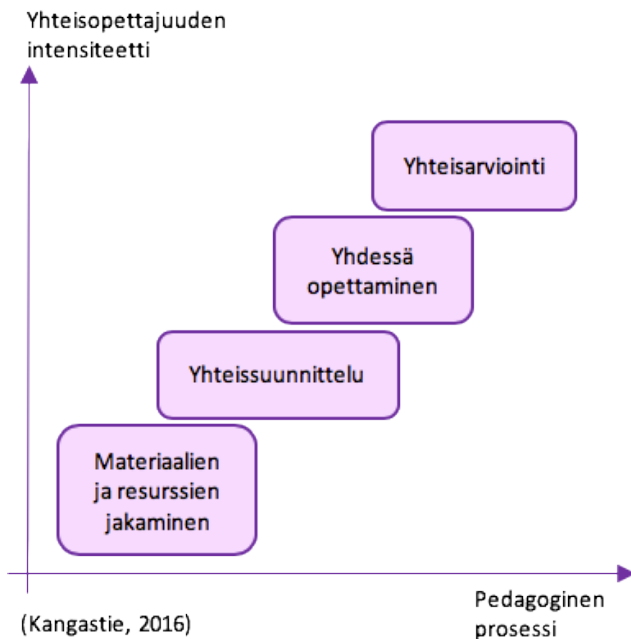 Yhteisopettajuuden
intensiteetti
Yhteisarviointi
Yhdessä
opettaminen
Yhteissuunnittelu
Materiaalien
ja resurssien
jakaminen
Pedagoginen
prosessi
(Kangastie, 2016)